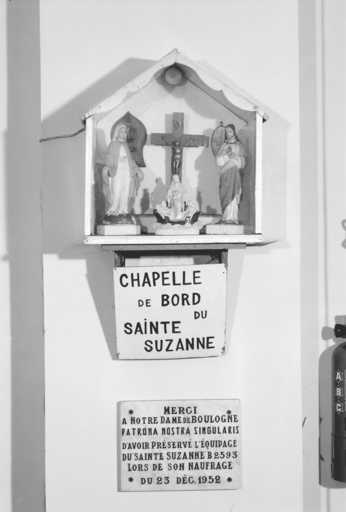 CHAPELLE
DE BORD
DU
SAiNTE
SUZANNE
MERCI
A NOTRE DAME DE BOULOGNE
PATRONA NOSTRA SINGULARIS
D'AVOIR PRÉSERVÉ L'ÉQUIPAGE
DU SAINTE SUZANNE B 2593
LORS DE SON NAUFRAGE
DU 23 DÉC. 1952
A
B
C